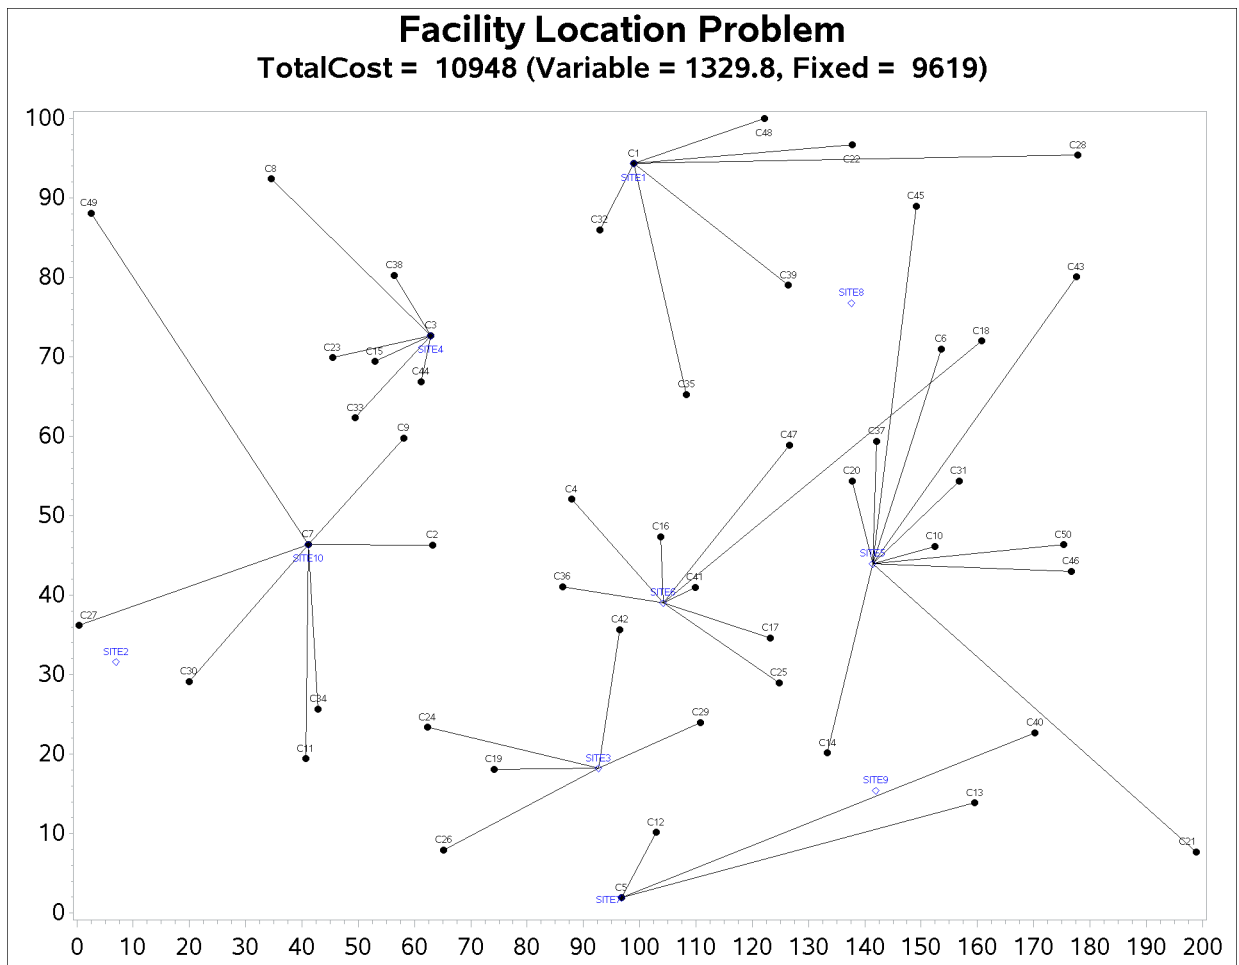 Facility Location Problem
TotalCost = 10948 (Variable = 1329.8, Fixed = 9619)
100
C48
C1
C22
C28
SITE1
C8
90
C49
C45
C32
C38
C39
C43
80
SITE8
C3
C18
C6
C23
C15
SITE4
70
C44
C35
C33
C9
C47
C37
60
C4
C20
C31
50
C16
C7
C2
C10
C50
SITE10
SITE5
C46
C36
C41
40
SITE6
C27
C42
C17
SITE2
30
C30
C25
C34
C24
C29
C40
20
C11
C19
SITE3
C14
SITE9
C13
10
C12
C26
C21
C5
SITE7
0
0 10 20 30 40 50 60 70 80 90 100 110 120 130 140 150 160 170 180 190 200